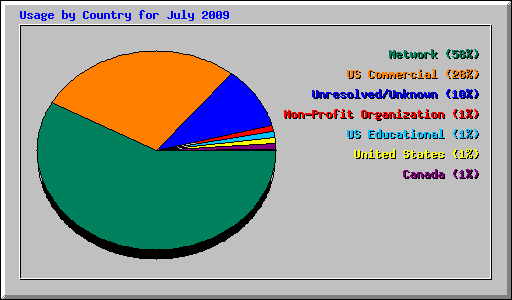 Usage by Country for July 2009
Network (58%)
US Commercial (28%)
Unresolved/Unknown (10%)
Non-Profit Organization (1%)
US Educational (1%)
United States (1%)
Canada (1%)